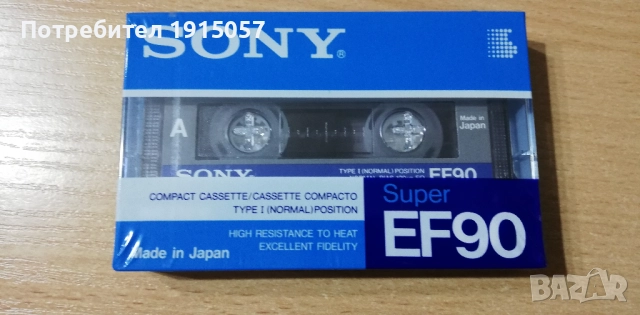 Потребител 1915057
SONY®
A
Made in
Japan
SONY
TYPE I (NORMAL) POSITION
EF90
COMPACT CASSETTE/CASSETTE COMPACTO
TYPE I (NORMAL) POSITION
HIGH RESISTANCE TO HEAT
EXCELLENT FIDELITY
Made in Japan
Super
EF90
BAZAR